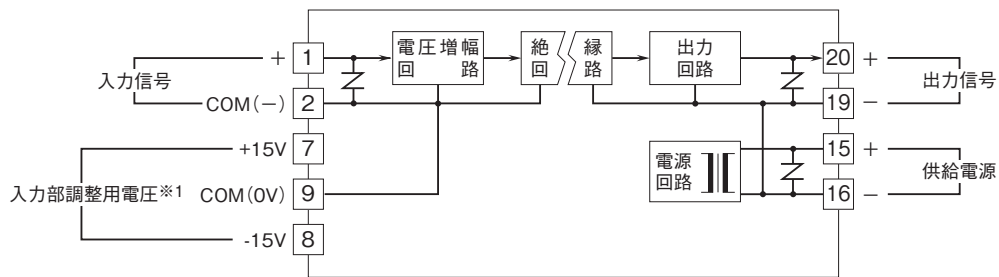 入力信号
+
1
COM(−)
2
電圧増幅
回　　路
絶
回
縁
路
出力
回路
20
+
19
−
出力信号
入力部調整用電圧※1
+15V
7
COM(0V)
9
-15V
8
電源
回路
15
+
16
−
供給電源